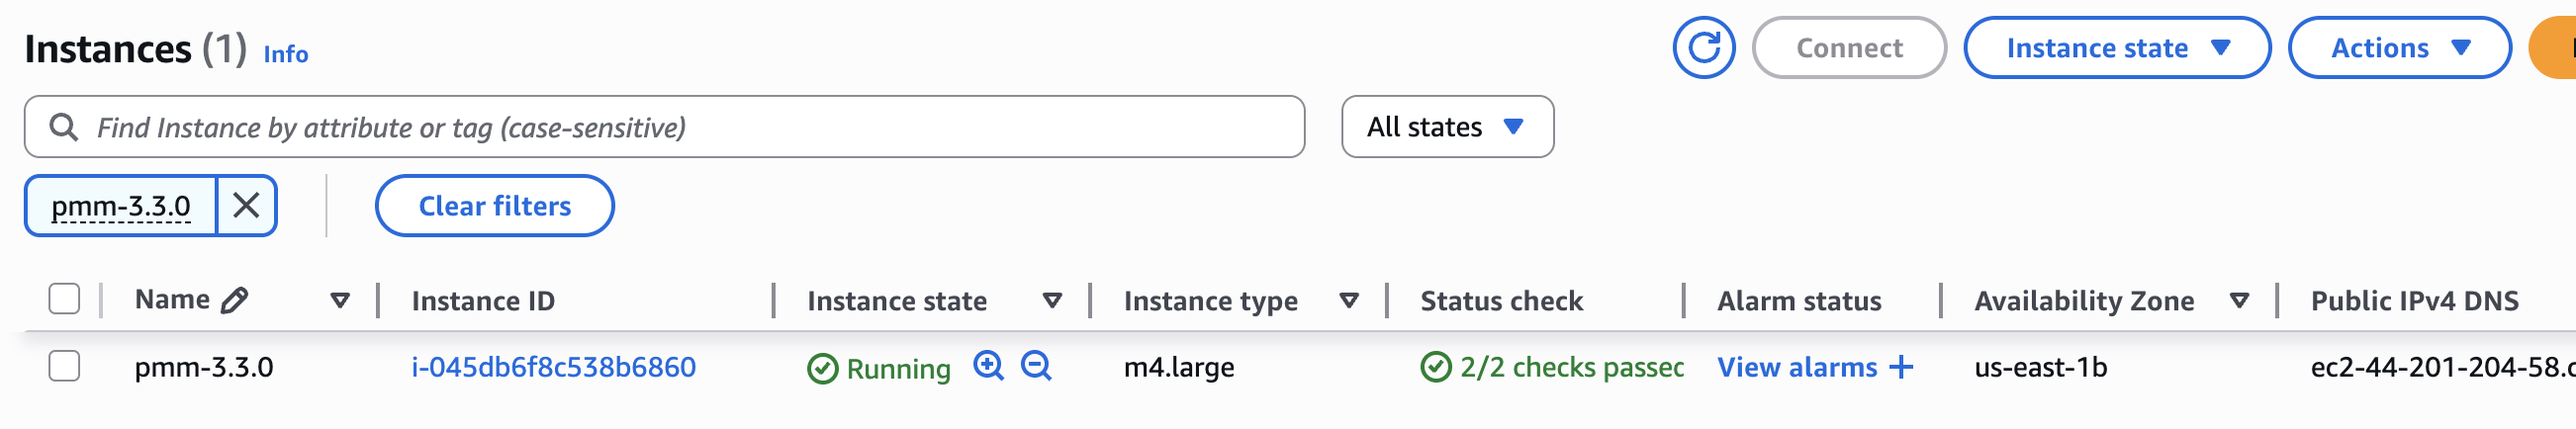 Instances (1) Info Connect Instance state Actions
Find Instance by attribute or tag (case-sensitive) All states
pmm-3.3.0 Clear filters
Name Instance ID Instance state Instance type Status check Alarm status Availability Zone Public IPv4 DNS
pmm-3.3.0 i-045db6f8c538b6860 Running m4.large 2/2 checks passec View alarms us-east-1b ec2-44-201-204-58.c